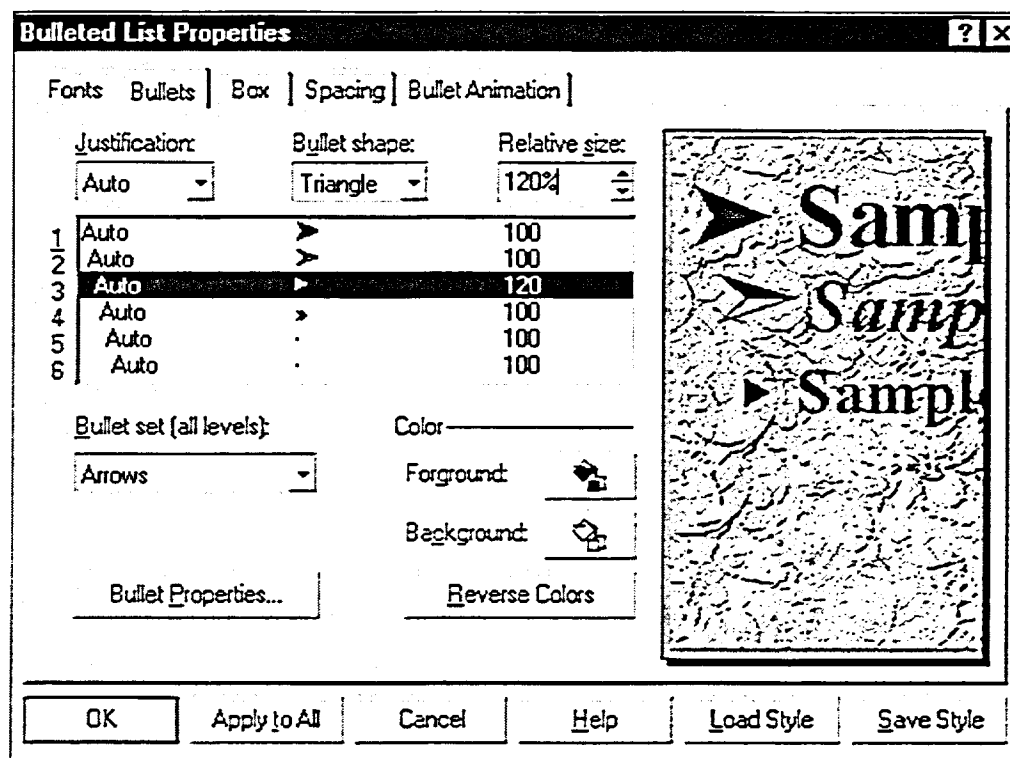 Bulleted List Properties ? ×
Fonts Bullets Box Spacing Bullet Animation
Justification: Bullet shape: Relative size:
Auto Triangle 120%
1 Auto 100
2 Auto 100
3 Auto 120
4 Auto 100
5 Auto 100
6 Auto 100
Samp
Samp
Sampl
Bullet set (all levels): Color
Arrows Forground:
Background:
Bullet Properties... Reverse Colors
OK Apply to All Cancel Help Load Style Save Style